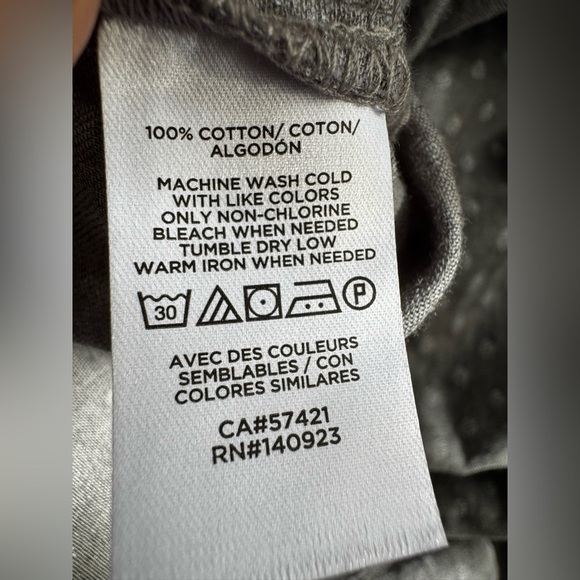 100% COTTON/ COTON/
ALGODÓN
MACHINE WASH COLD
WITH LIKE COLORS
ONLY NON-CHLORINE
BLEACH WHEN NEEDED
TUMBLE DRY LOW
WARM IRON WHEN NEEDED
30 P
AVEC DES COULEURS
SEMBLABLES / CON
COLORES SIMILARES
CA#57421
RN#140923